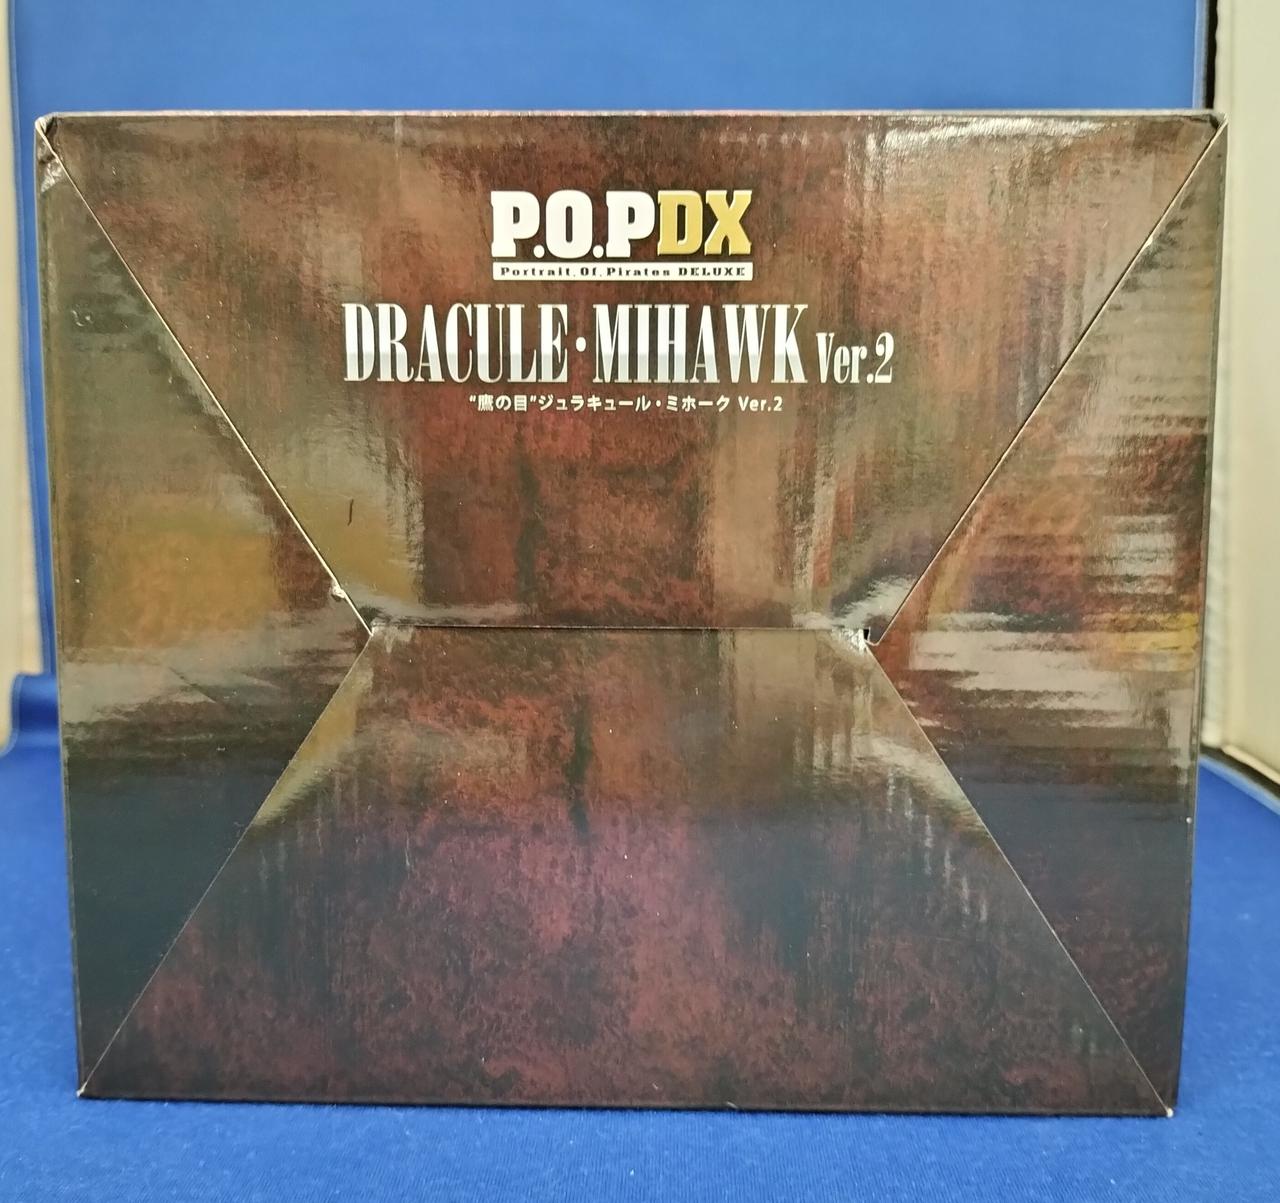 P.O.P DX
Portrait.Of.Pirates DELUXE
DRACULE・MIHAWK Ver.2
“鷹の目”ジュラキュール・ミホーク Ver.2